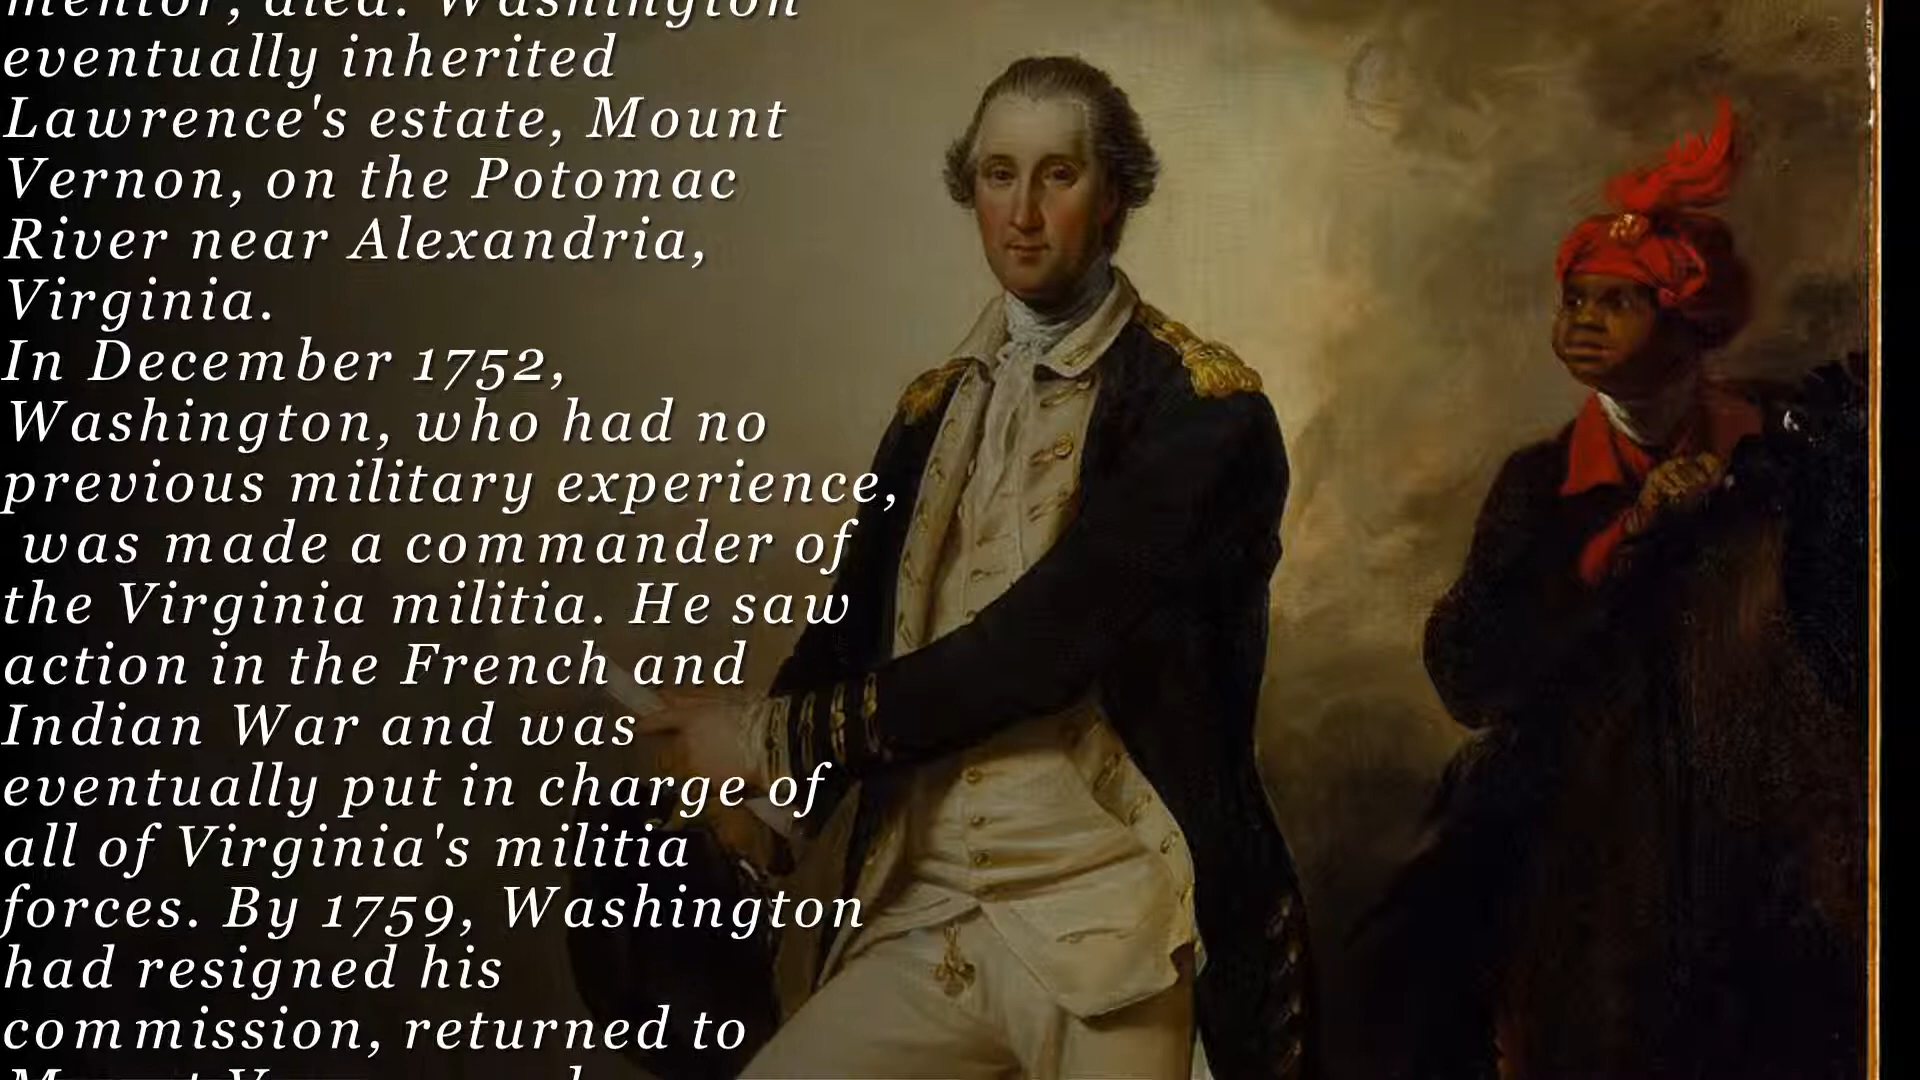 mentor, died. Washington
eventually inherited
Lawrence's estate, Mount
Vernon, on the Potomac
River near Alexandria,
Virginia.
In December 1752,
Washington, who had no
previous military experience,
was made a commander of
the Virginia militia. He saw
action in the French and
Indian War and was
eventually put in charge of
all of Virginia's militia
forces. By 1759, Washington
had resigned his
commission, returned to